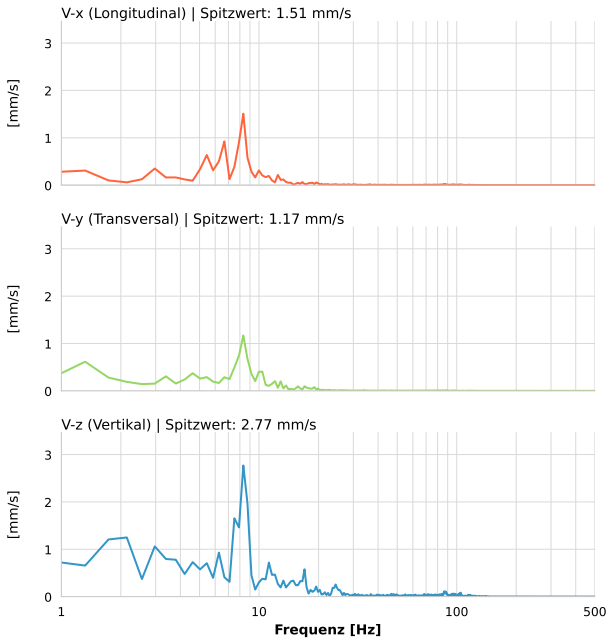 V-x (Longitudinal) | Spitzwert: 1.51 mm/s
3
2
1
0
[mm/s]
V-y (Transversal) | Spitzwert: 1.17 mm/s
3
2
1
0
[mm/s]
V-z (Vertikal) | Spitzwert: 2.77 mm/s
3
2
1
0
[mm/s]
1 10 100 500
Frequenz [Hz]